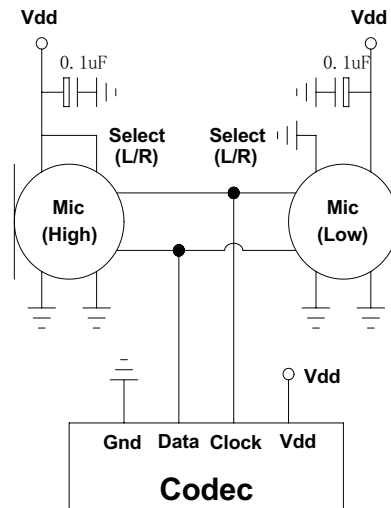 Vdd
Vdd
0.1uF
0.1uF
Select
(L/R)
Select
(L/R)
Mic
(High)
Mic
(Low)
Vdd
Gnd Data Clock Vdd
Codec